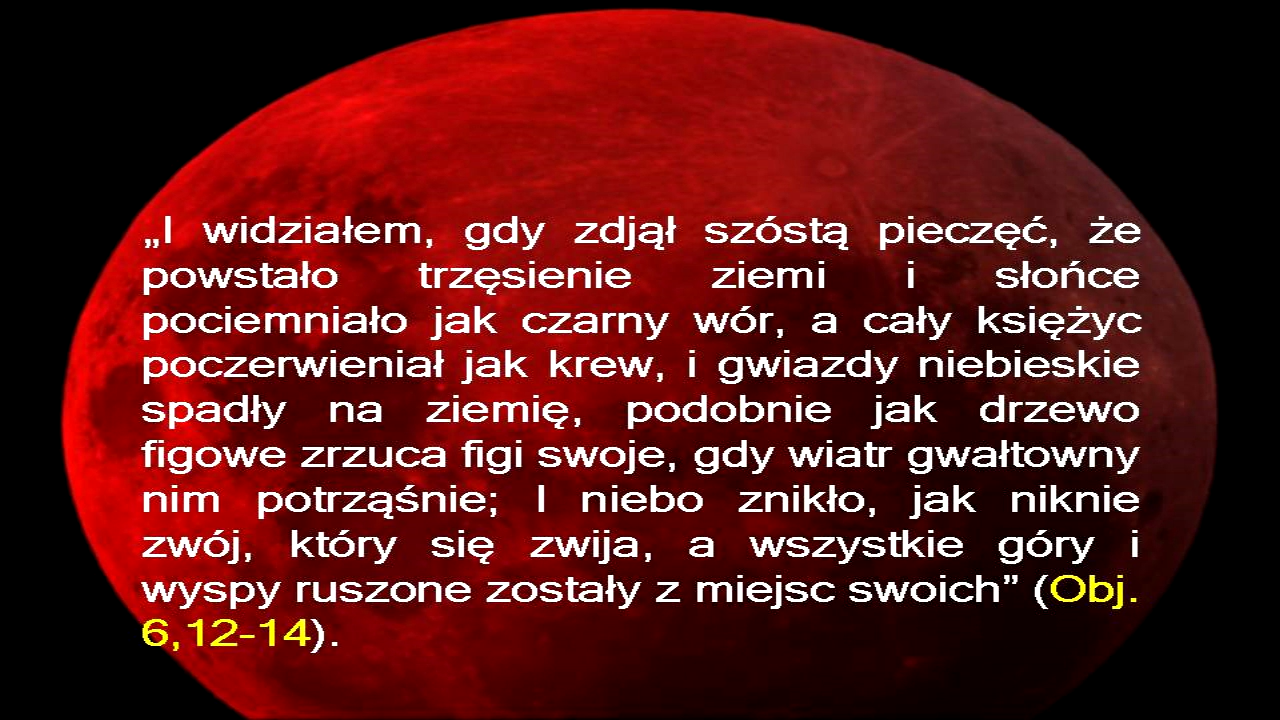 „I widziałem, gdy zdjął szóstą pieczęć, że
powstało trzęsienie ziemi i słońce
pociemniało jak czarny wór, a cały księżyc
poczerwieniał jak krew, i gwiazdy niebieskie
spadły na ziemię, podobnie jak drzewo
figowe zrzuca figi swoje, gdy wiatr gwałtowny
nim potrząśnie; I niebo znikło, jak niknie
zwój, który się zwija, a wszystkie góry i
wyspy ruszone zostały z miejsc swoich” (Obj.
6,12-14).